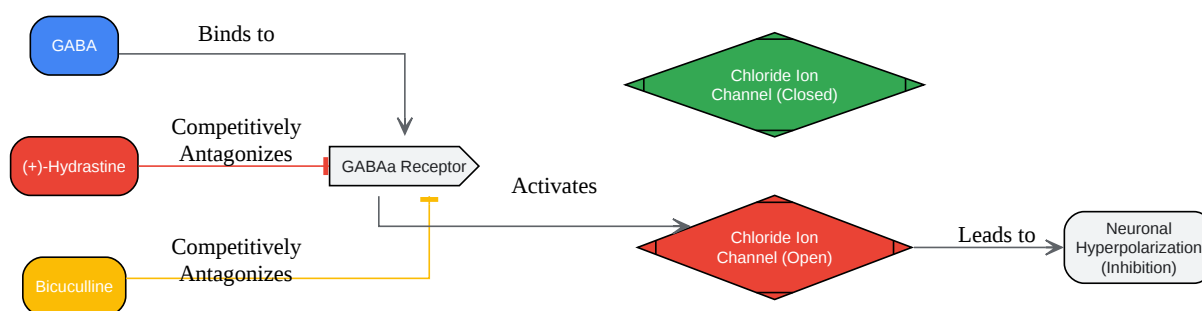 GABA
Binds to
Chloride Ion
Channel (Closed)
(+)-Hydrastine
Competitively
Antagonizes
GABAa Receptor
Activates
Bicuculline
Competitively
Antagonizes
Chloride Ion
Channel (Open)
Leads to
Neuronal
Hyperpolarization
(Inhibition)